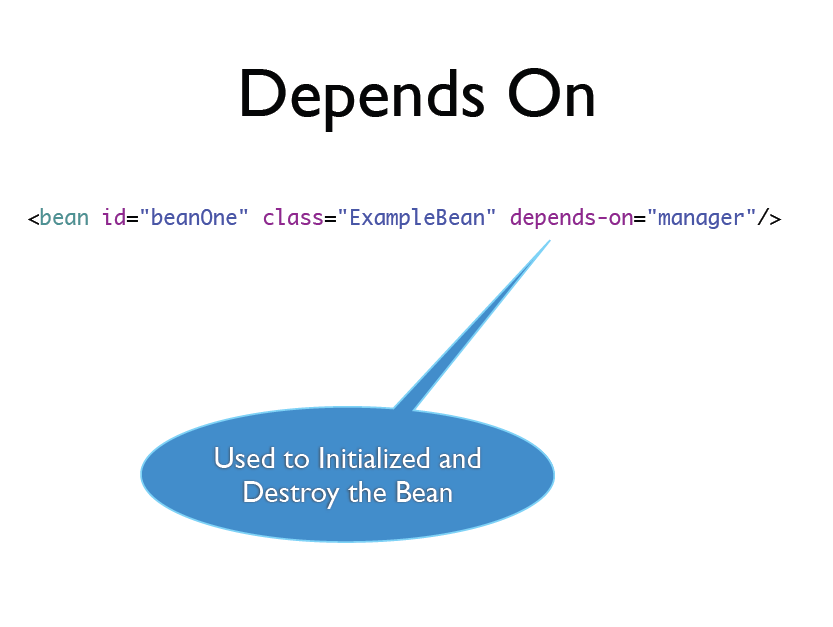 Depends On
<bean id="beanOne" class="ExampleBean" depends-on="manager"/>
Used to Initialized and
Destroy the Bean